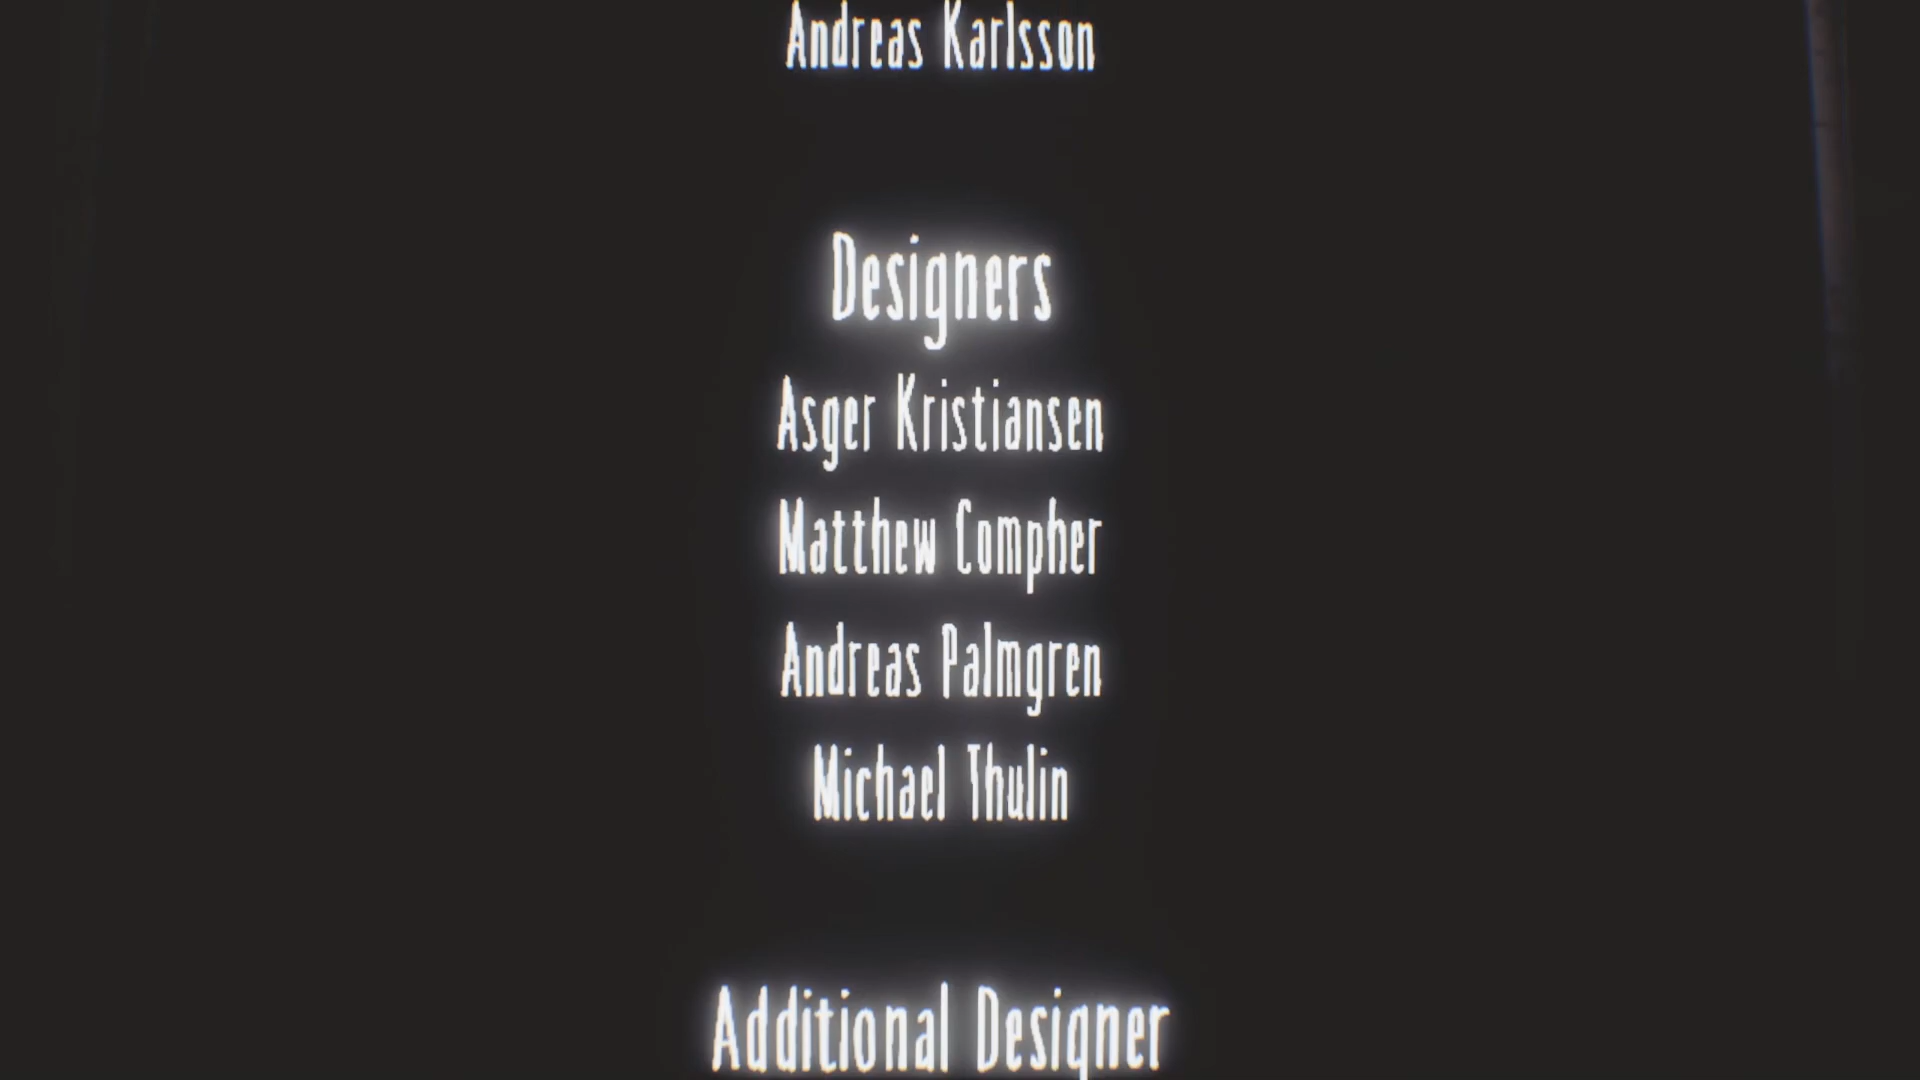 Andreas Karlsson
Designers
Asger Kristiansen
Matthew Compher
Andreas Palmgren
Michael Thulin
Additional Designer